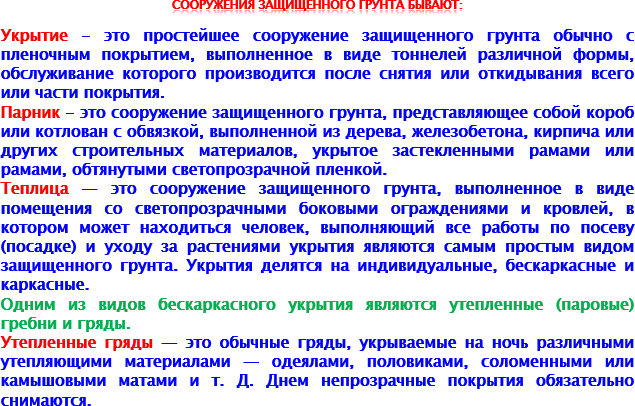 СООРУЖЕНИЯ ЗАЩИЩЕННОГО ГРУНТА БЫВАЮТ:
Укрытие – это простейшее сооружение защищенного грунта обычно с
пленочным покрытием, выполненное в виде тоннелей различной формы,
обслуживание которого производится после снятия или откидывания всего
или части покрытия.
Парник – это сооружение защищенного грунта, представляющее собой короб
или котлован с обвязкой, выполненной из дерева, железобетона, кирпича или
других строительных материалов, укрытое застекленными рамами или
рамами, обтянутыми светопрозрачной пленкой.
Теплица — это сооружение защищенного грунта, выполненное в виде
помещения со светопрозрачными боковыми ограждениями и кровлей, в
котором может находиться человек, выполняющий все работы по посеву
(посадке) и уходу за растениями укрытия являются самым простым видом
защищенного грунта. Укрытия делятся на индивидуальные, бескаркасные и
каркасные.
Одним из видов бескаркасного укрытия являются утепленные (паровые)
гребни и гряды.
Утепленные гряды — это обычные гряды, укрываемые на ночь различными
утепляющими материалами — одеялами, половиками, соломенными или
камышовыми матами и т. Д. Днем непрозрачные покрытия обязательно
снимаются.